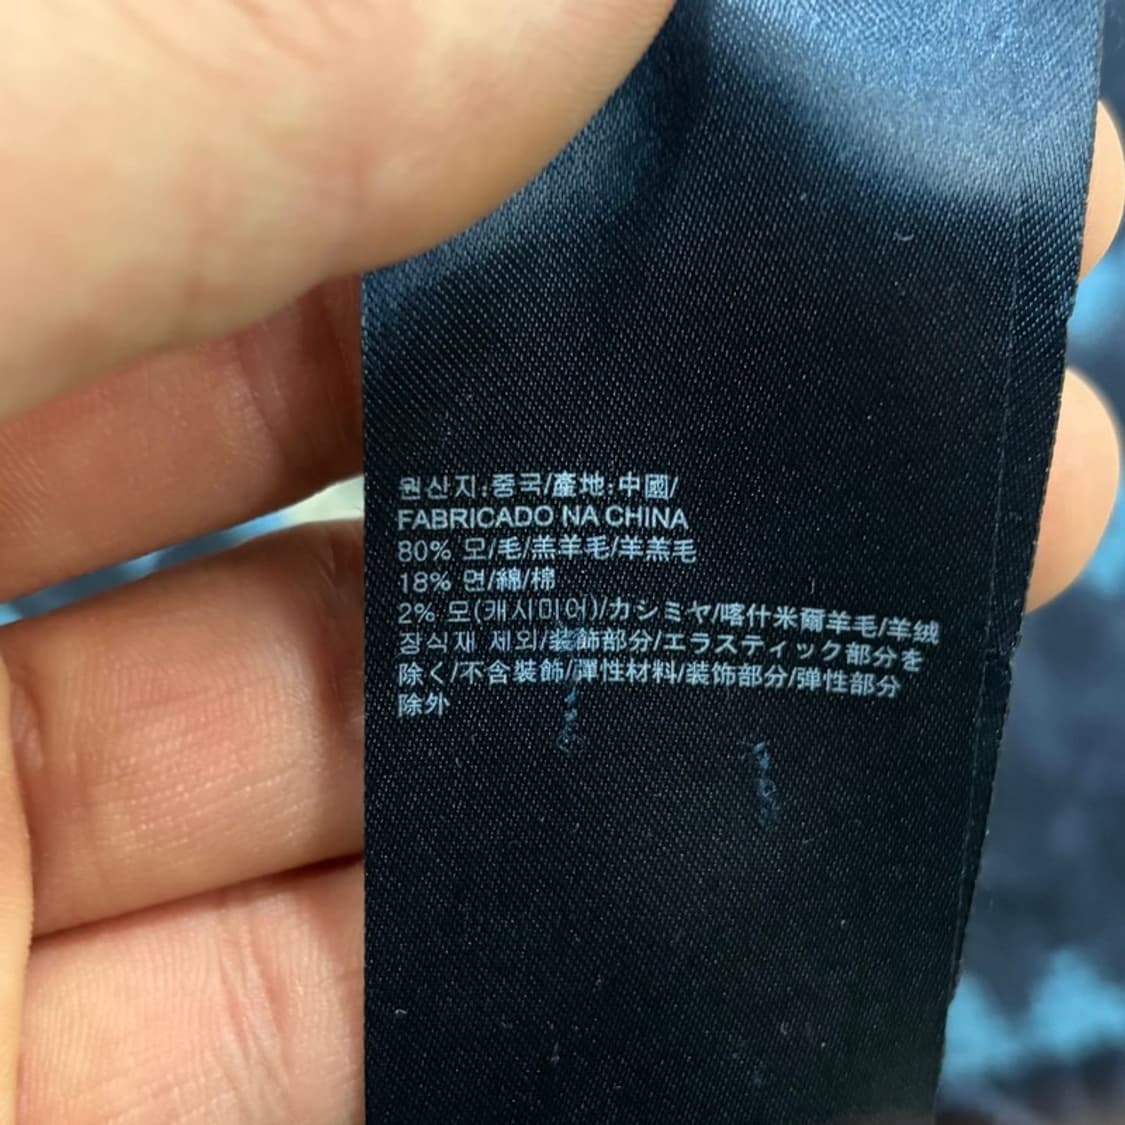 원산지:중국/產地:中國/
FABRICADO NA CHINA
80% 모/毛/羔羊毛/羊羔毛
18% 면/綿/棉
2% 모(캐시미어)/カシミヤ/喀什米爾羊毛/羊绒
장식재 제외/装飾部分/エラスティック部分を
除く/不含裝飾/彈性材料/装饰部分/弹性部分
除外